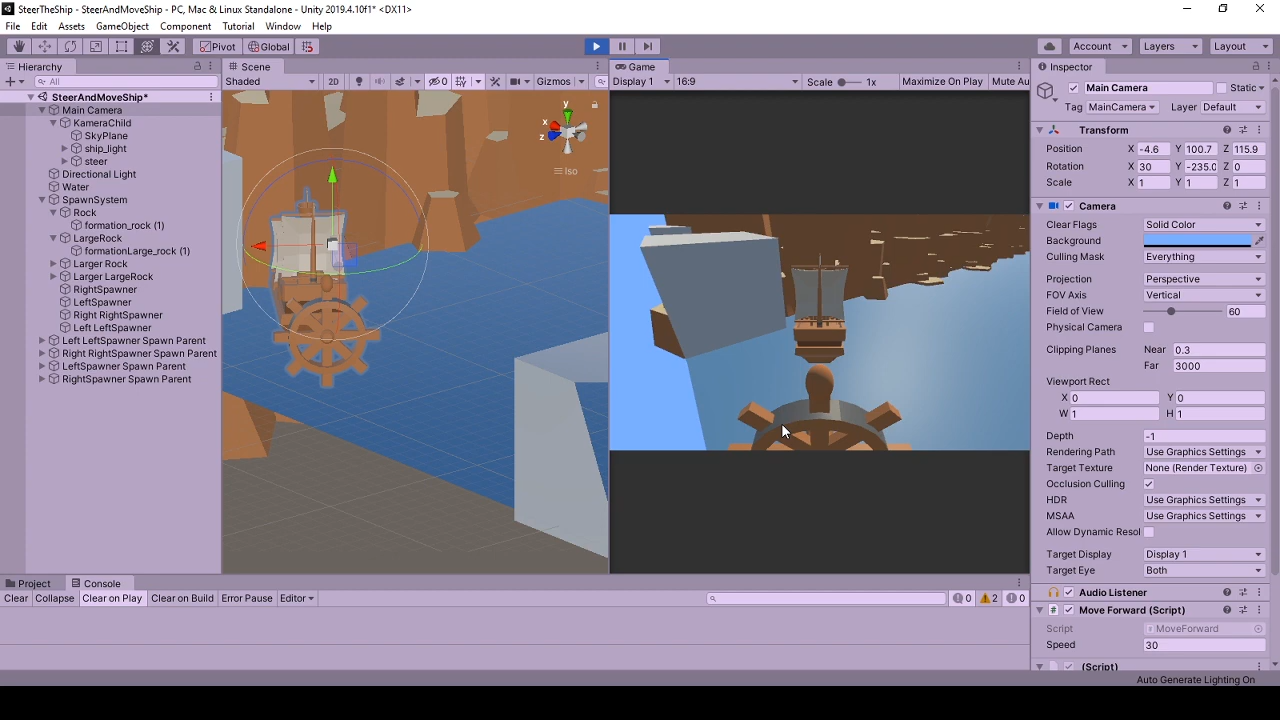 SteerTheShip - SteerAndMoveShip - PC, Mac & Linux Standalone - Unity 2019.4.10f1* <DX11>
File Edit Assets GameObject Component Tutorial Window Help
Pivot Global Account Layers Layout
Hierarchy
All
SteerAndMoveShip*
Main Camera
KameraChild
SkyPlane
ship_light
steer
Directional Light
Water
SpawnSystem
Rock
formation_rock (1)
LargeRock
formationLarge_rock (1)
Larger Rock
Larger LargeRock
RightSpawner
LeftSpawner
Right RightSpawner
Left LeftSpawner
Left LeftSpawner Spawn Parent
Right RightSpawner Spawn Parent
LeftSpawner Spawn Parent
RightSpawner Spawn Parent
Scene
Shaded 2D 0 Gizmos
y
x
z
Iso
Game
Display 1 16:9 Scale 1x Maximize On Play Mute Au
Inspector
Main Camera Static
Tag MainCamera Layer Default
Transform
Position X -4.6 Y 100.7 Z 115.9
Rotation X 30 Y -235.0 Z 0
Scale X 1 Y 1 Z 1
Camera
Clear Flags Solid Color
Background
Culling Mask Everything
Projection Perspective
FOV Axis Vertical
Field of View 60
Physical Camera
Clipping Planes Near 0.3
Far 3000
Viewport Rect
X 0 Y 0
W 1 H 1
Depth -1
Rendering Path Use Graphics Settings
Target Texture None (Render Texture)
Occlusion Culling
HDR Use Graphics Settings
MSAA Use Graphics Settings
Allow Dynamic Resol
Target Display Display 1
Target Eye Both
Audio Listener
Move Forward (Script)
Script MoveForward
Speed 30
(Script)
Project Console
Clear Collapse Clear on Play Clear on Build Error Pause Editor 0 2 0
Auto Generate Lighting On